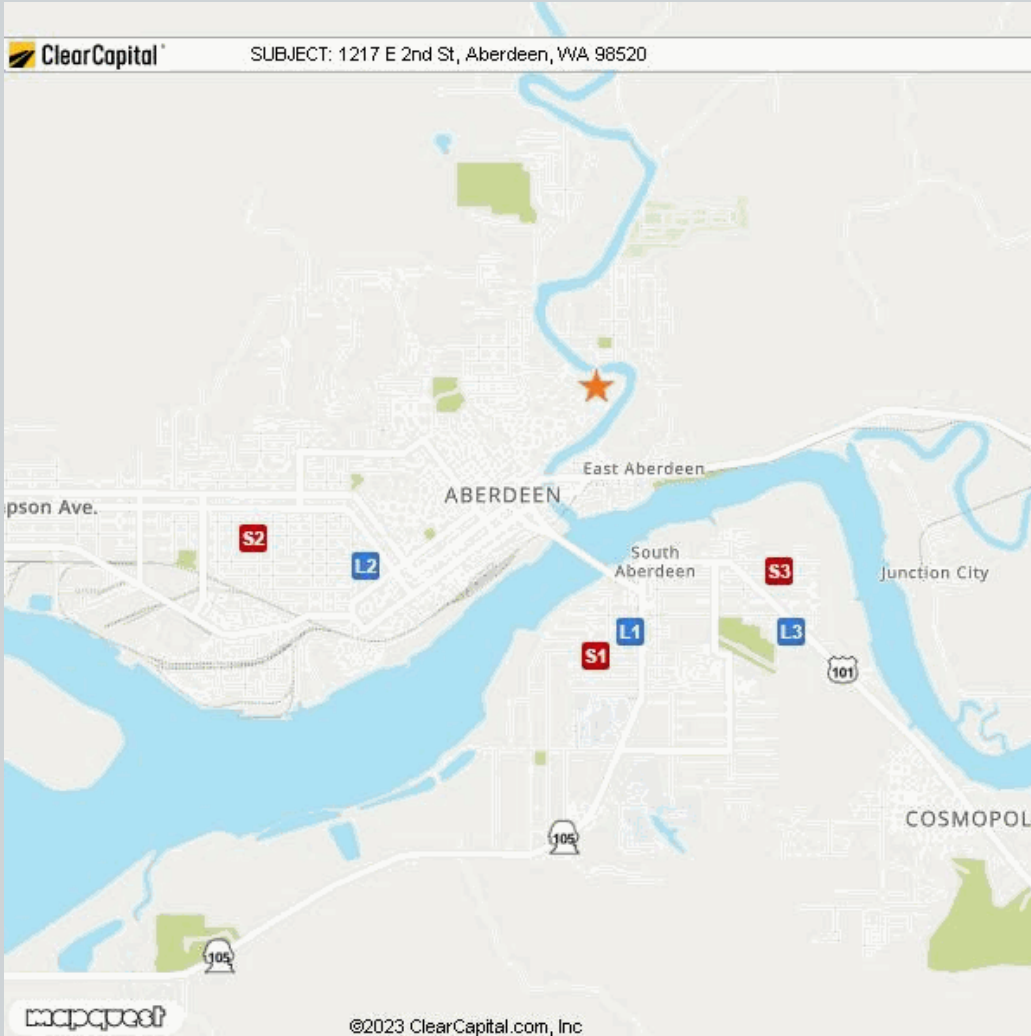 ClearCapital
SUBJECT: 1217 E 2nd St, Aberdeen, WA 98520
East Aberdeen
ABERDEEN
pson Ave.
S2
L2
South
Aberdeen
S3
Junction City
L1
L3
S1
101
COSMOPOL
105
105
mapquest
©2023 ClearCapital.com, Inc